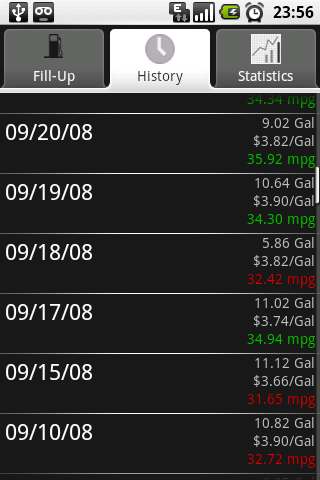 23:56
Fill-Up
History
Statistics
34.34 mpg
09/20/08
9.02 Gal
$3.82/Gal
35.92 mpg
09/19/08
10.64 Gal
$3.90/Gal
34.30 mpg
09/18/08
5.86 Gal
$3.82/Gal
32.42 mpg
09/17/08
11.02 Gal
$3.74/Gal
34.94 mpg
09/15/08
11.12 Gal
$3.66/Gal
31.65 mpg
09/10/08
10.82 Gal
$3.90/Gal
32.72 mpg